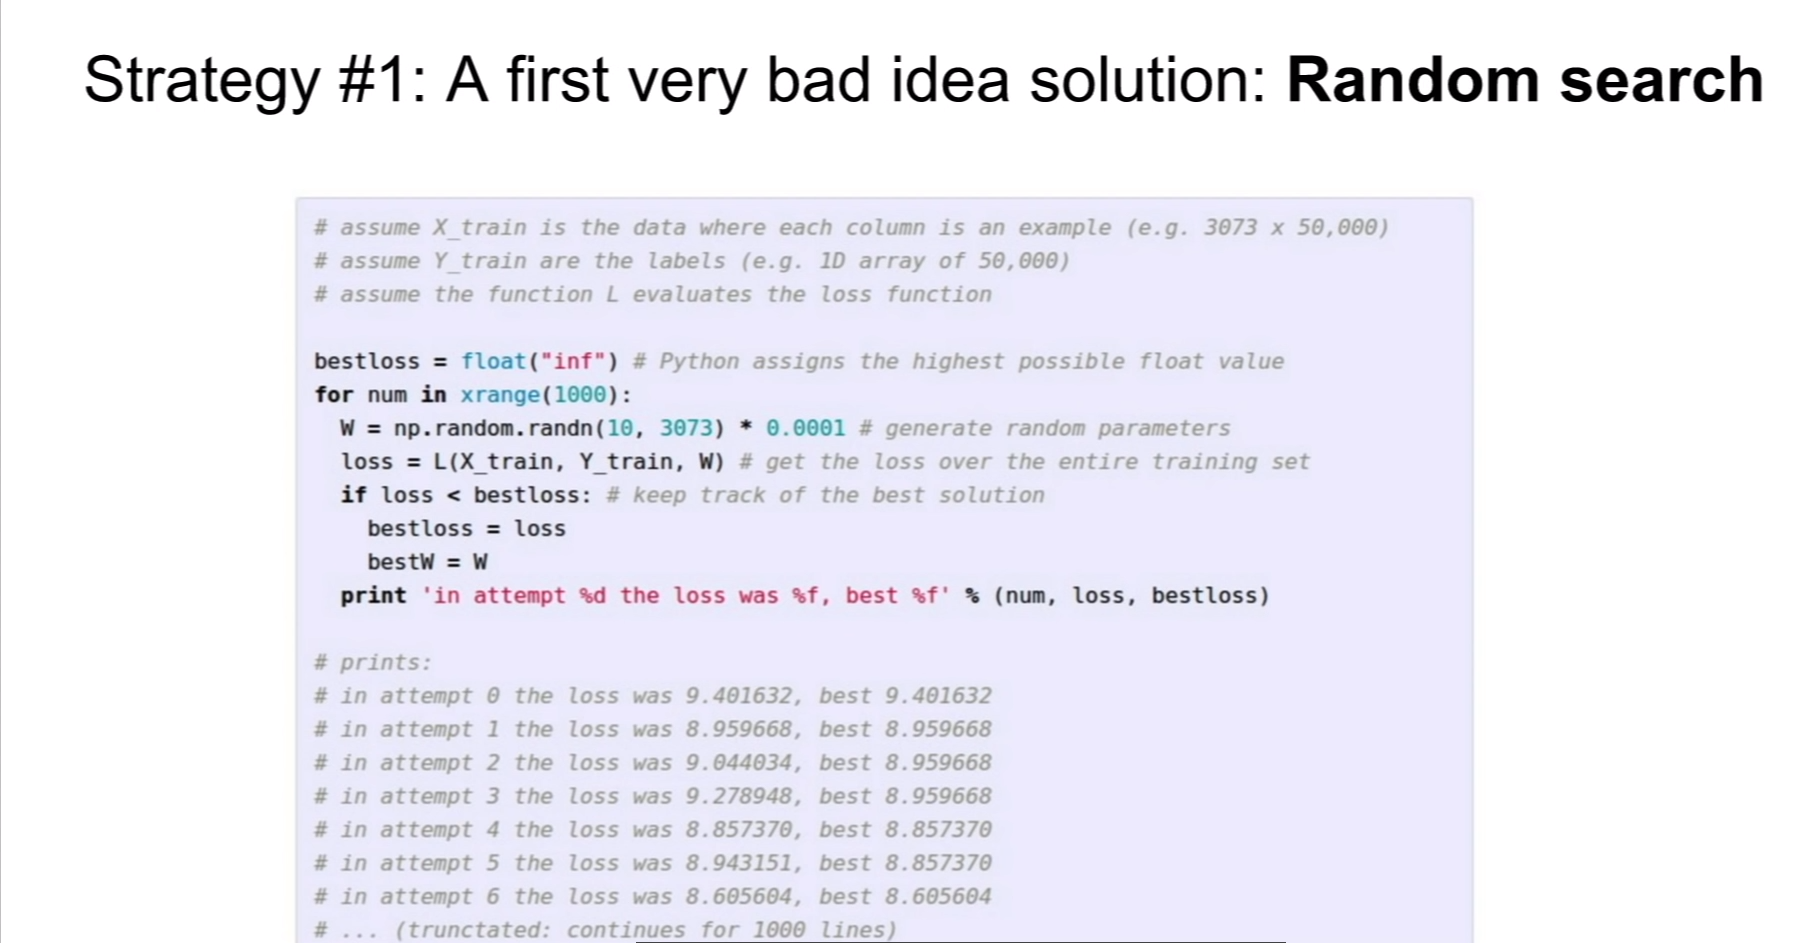 Strategy #1: A first very bad idea solution: Random search
# assume X_train is the data where each column is an example (e.g. 3073 x 50,000)
# assume Y_train are the labels (e.g. 1D array of 50,000)
# assume the function L evaluates the loss function
bestloss = float("inf") # Python assigns the highest possible float value
for num in xrange(1000):
  W = np.random.randn(10, 3073) * 0.0001 # generate random parameters
  loss = L(X_train, Y_train, W) # get the loss over the entire training set
  if loss < bestloss: # keep track of the best solution
    bestloss = loss
    bestW = W
  print 'in attempt %d the loss was %f, best %f' % (num, loss, bestloss)
# prints:
# in attempt 0 the loss was 9.401632, best 9.401632
# in attempt 1 the loss was 8.959668, best 8.959668
# in attempt 2 the loss was 9.044034, best 8.959668
# in attempt 3 the loss was 9.278948, best 8.959668
# in attempt 4 the loss was 8.857370, best 8.857370
# in attempt 5 the loss was 8.943151, best 8.857370
# in attempt 6 the loss was 8.605604, best 8.605604
# ... (trunctated: continues for 1000 lines)